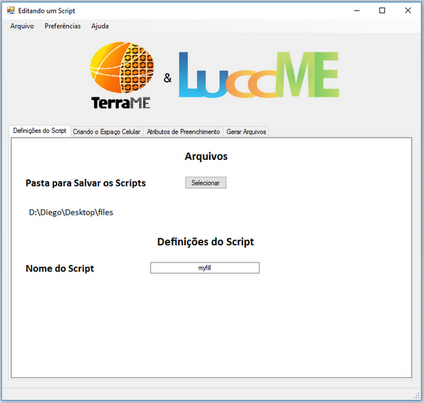 Editando um Script
Arquivo Preferências Ajuda
TerraME & LuccME
Definições do Script Criando o Espaço Celular Atributos de Preenchimento Gerar Arquivos
Arquivos
Pasta para Salvar os Scripts Selecionar
D:\Diego\Desktop\files
Definições do Script
Nome do Script myfill